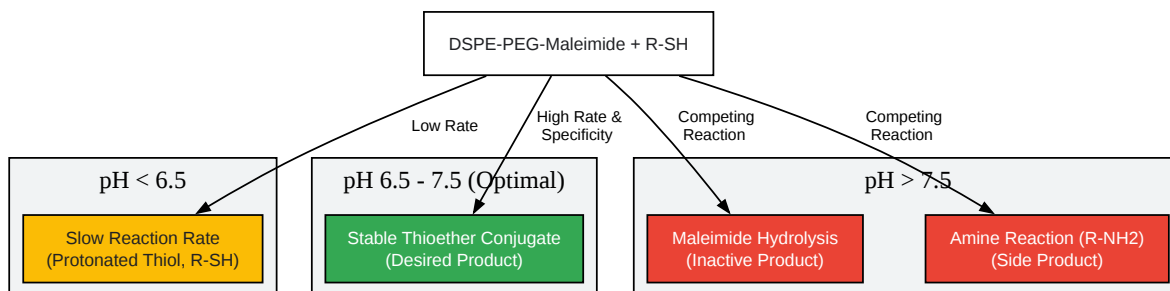 DSPE-PEG-Maleimide + R-SH
Low Rate
High Rate &
Specificity
Competing
Reaction
Competing
Reaction
pH < 6.5
pH 6.5 - 7.5 (Optimal)
pH > 7.5
Slow Reaction Rate
(Protonated Thiol, R-SH)
Stable Thioether Conjugate
(Desired Product)
Maleimide Hydrolysis
(Inactive Product)
Amine Reaction (R-NH2)
(Side Product)